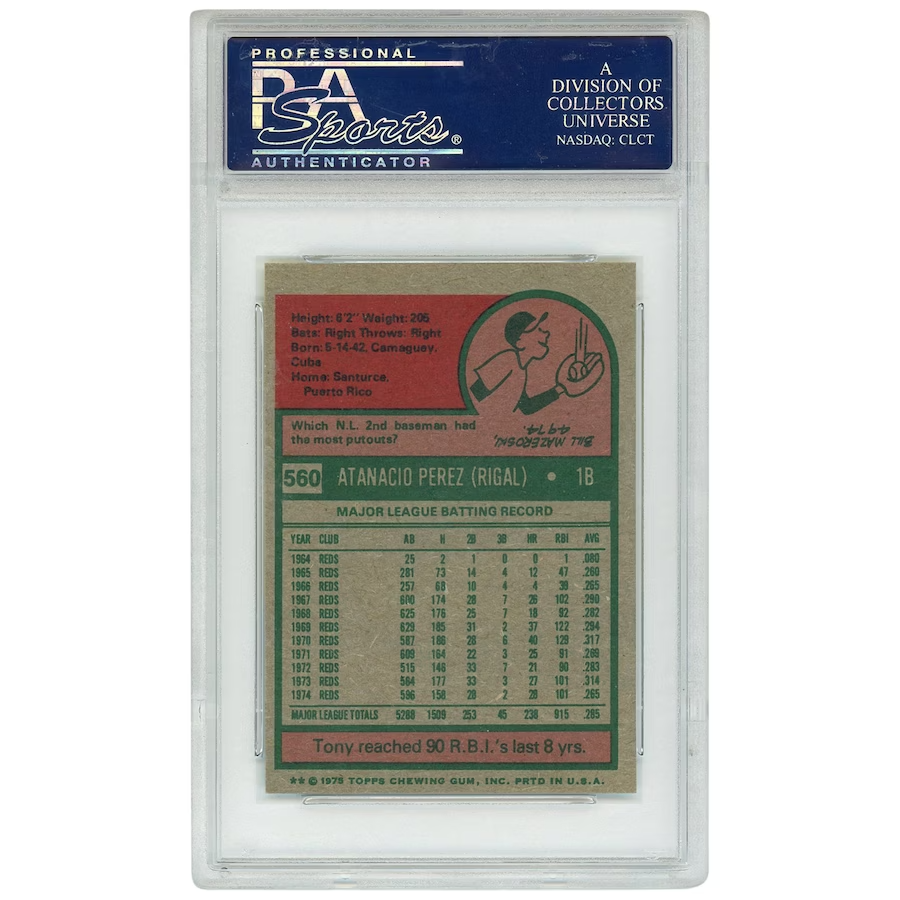 PROFESSIONAL
PSA
Sports®
AUTHENTICATOR
A
DIVISION OF
COLLECTORS
UNIVERSE
NASDAQ: CLCT
Height: 6'2" Weight: 205
Bats: Right Throws: Right
Born: 5-14-42, Camaguey,
Cuba
Home: Santurce,
Puerto Rico
Which N.L. 2nd baseman had
the most putouts?
BILL MAZEROSKI,
4974.
560 ATANACIO PEREZ (RIGAL) • 1B
MAJOR LEAGUE BATTING RECORD
YEAR CLUB AB H 2B 3B HR RBI AVG
1964 REDS 25 2 1 0 0 1 .080
1965 REDS 281 73 14 4 12 47 .260
1966 REDS 257 68 10 4 4 39 .265
1967 REDS 600 174 28 7 26 102 .290
1968 REDS 625 176 25 7 18 92 .282
1969 REDS 629 185 31 2 37 122 .294
1970 REDS 587 186 28 6 40 129 .317
1971 REDS 609 164 22 3 25 91 .269
1972 REDS 515 146 33 7 21 90 .283
1973 REDS 564 177 33 3 27 101 .314
1974 REDS 596 158 28 2 28 101 .265
MAJOR LEAGUE TOTALS 5288 1509 253 45 238 915 .285
Tony reached 90 R.B.I.'s last 8 yrs.
** © 1975 TOPPS CHEWING GUM, INC. PRTD IN U.S.A.